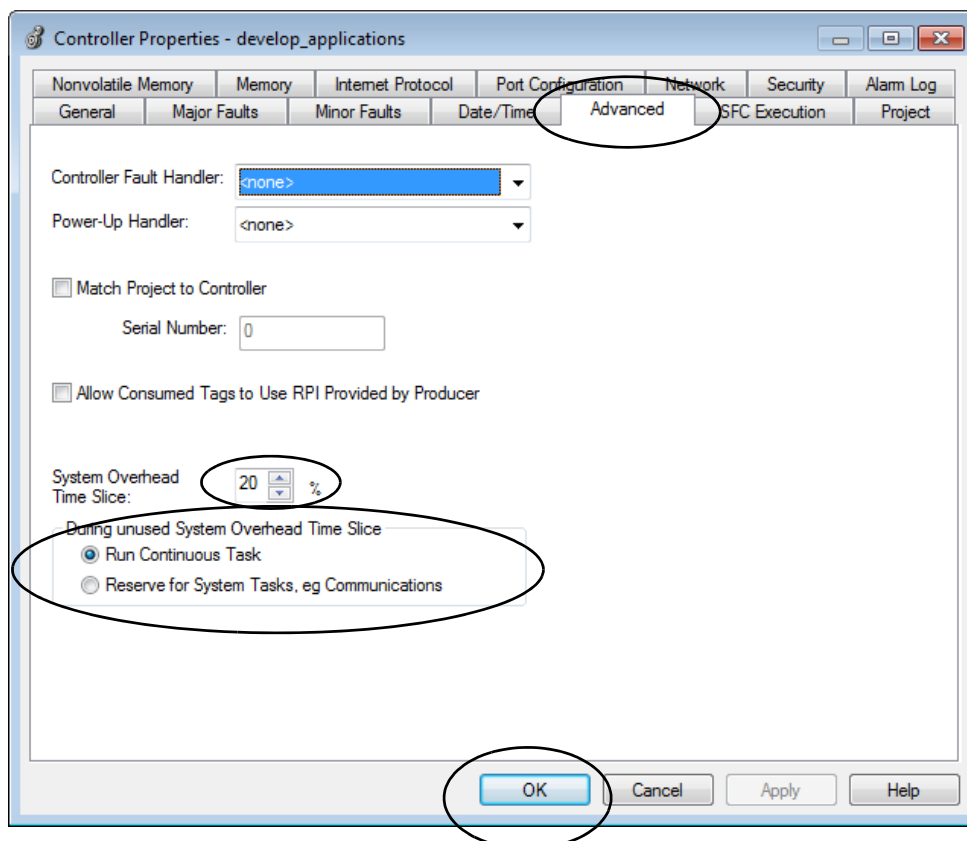 Controller Properties - develop_applications
Nonvolatile Memory Memory Internet Protocol Port Configuration Network Security Alarm Log
General Major Faults Minor Faults Date/Time Advanced SFC Execution Project
Controller Fault Handler: <none>
Power-Up Handler: <none>
Match Project to Controller
Serial Number: 0
Allow Consumed Tags to Use RPI Provided by Producer
System Overhead
Time Slice: 20 %
During unused System Overhead Time Slice
Run Continuous Task
Reserve for System Tasks, eg Communications
OK Cancel Apply Help